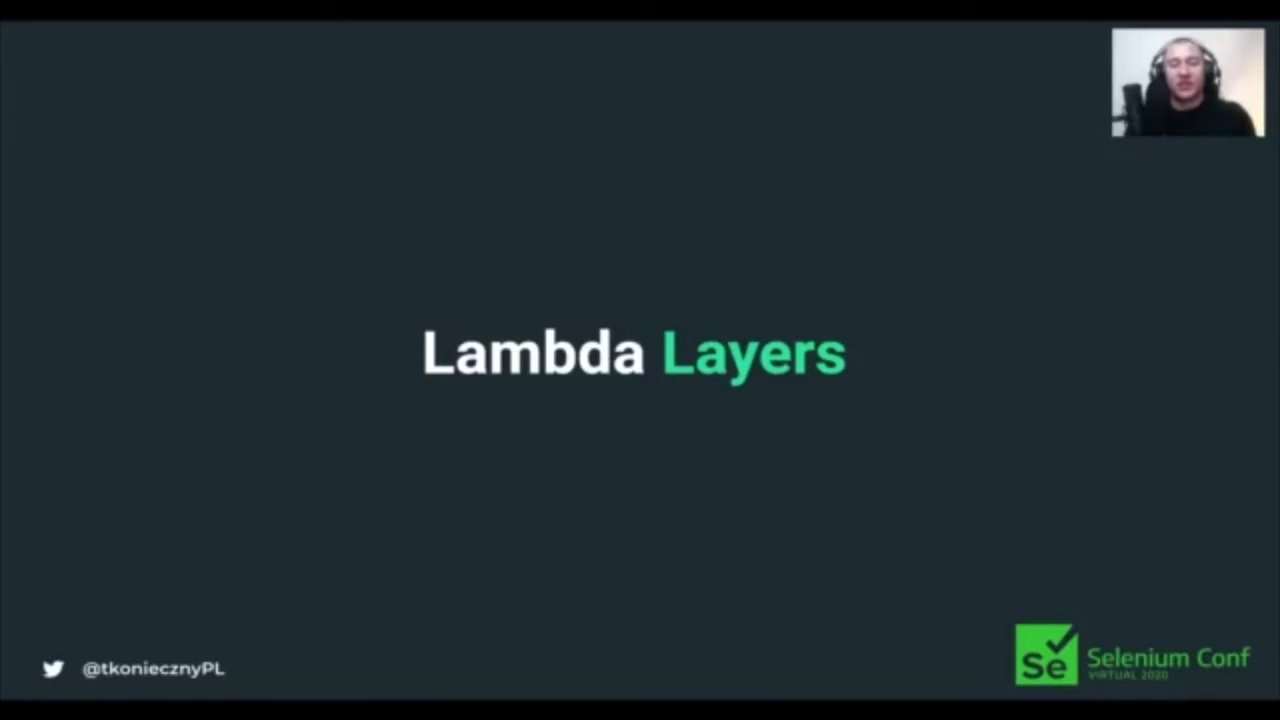 Lambda Layers
@tkoniecznyPL
Se
Selenium Conf
VIRTUAL 2020